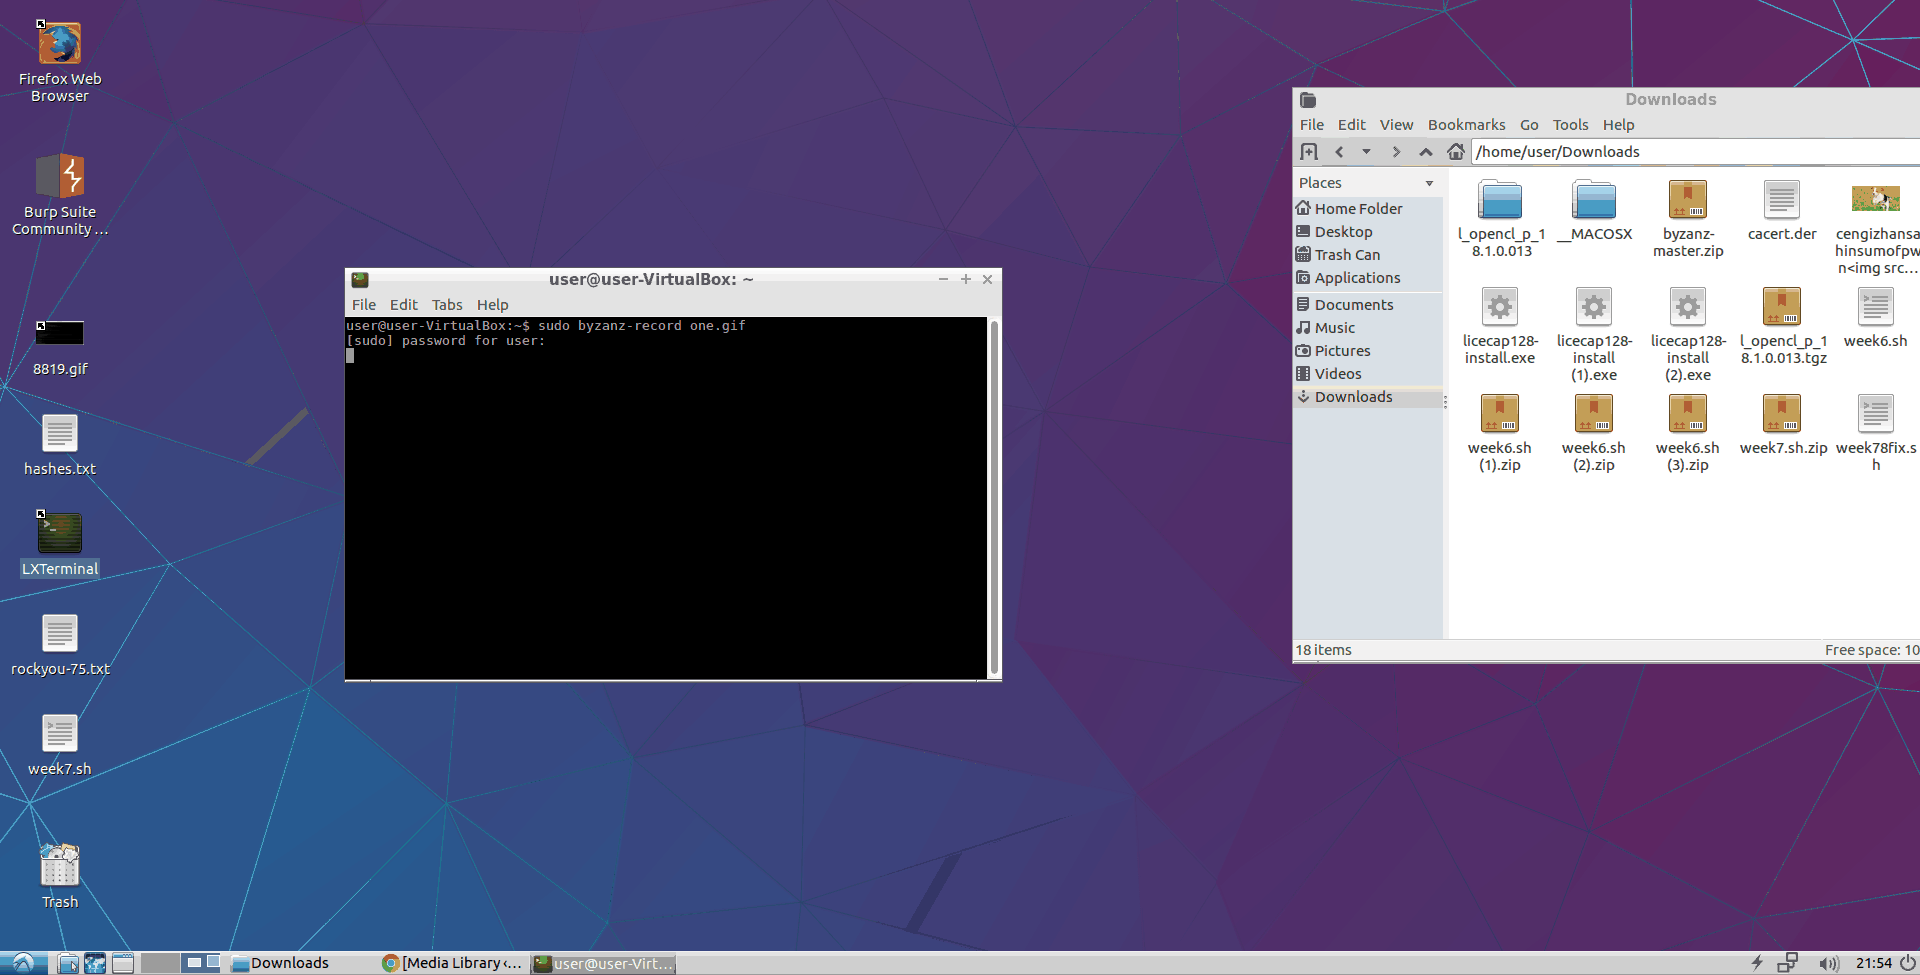 Firefox Web
Browser
Burp Suite
Community ...
8819.gif
hashes.txt
LXTerminal
rockyou-75.txt
week7.sh
Trash
user@user-VirtualBox: ~
File Edit Tabs Help
user@user-VirtualBox:~$ sudo byzanz-record one.gif
[sudo] password for user:
Downloads
File Edit View Bookmarks Go Tools Help
/home/user/Downloads
Places
Home Folder
Desktop
Trash Can
Applications
Documents
Music
Pictures
Videos
Downloads
l_opencl_p_1
8.1.0.013
__MACOSX
byzanz-
master.zip
cacert.der
cengizhansa
hinsumofpw
n<img src...
licecap128-
install.exe
licecap128-
install
(1).exe
licecap128-
install
(2).exe
l_opencl_p_1
8.1.0.013.tgz
week6.sh
week6.sh
(1).zip
week6.sh
(2).zip
week6.sh
(3).zip
week7.sh.zip
week78fix.s
h
18 items
Free space: 10
Downloads
[Media Library ‹...
user@user-Virt...
21:54